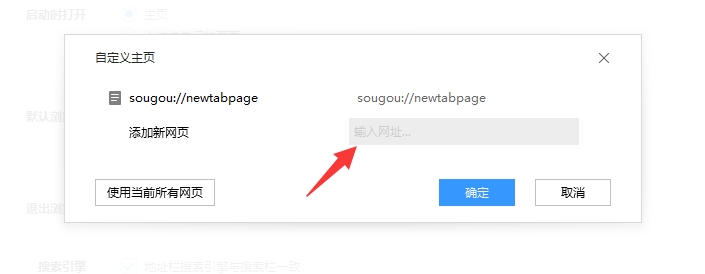 启动时打开 主页
自定义主页
sougou://newtabpage sougou://newtabpage
添加新网页 输入网址...
默认浏
使用当前所有网页 确定 取消
退出浏
搜索引擎 地址栏搜索引擎与搜索栏一致